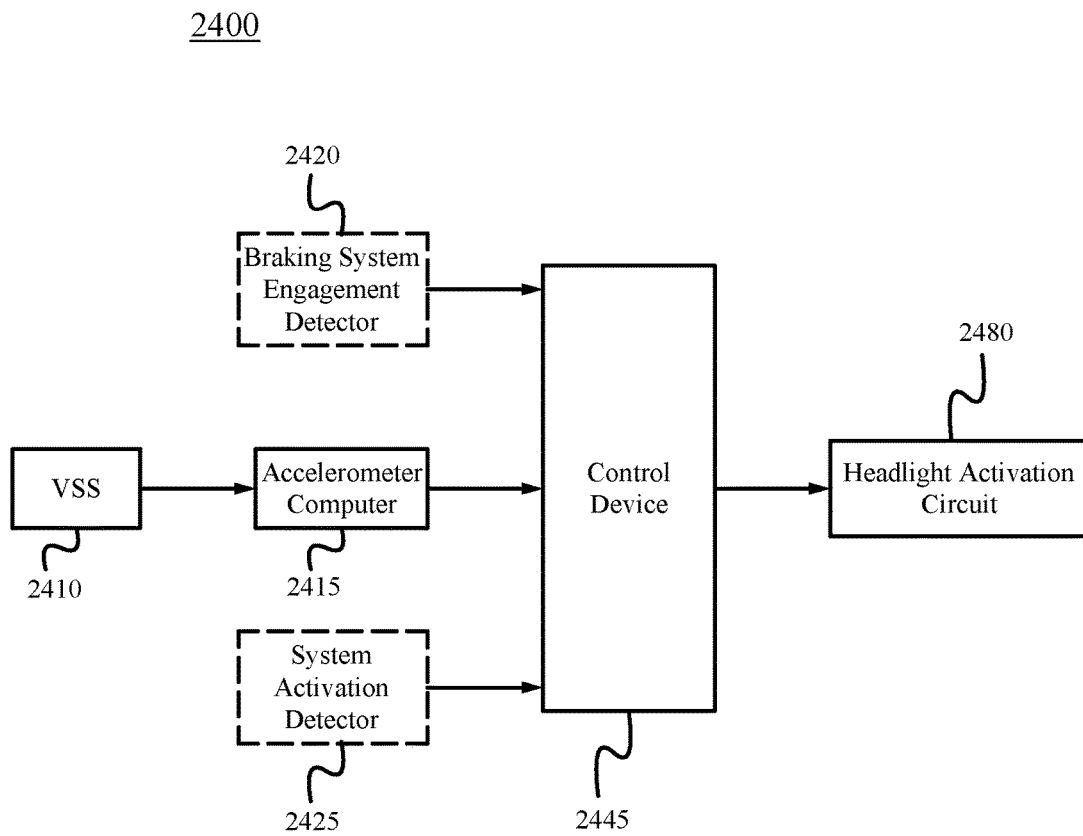 2400
2420
Braking System
Engagement
Detector
2480
VSS
Accelerometer
Computer
Control
Device
Headlight Activation
Circuit
2410
2415
System
Activation
Detector
2425
2445